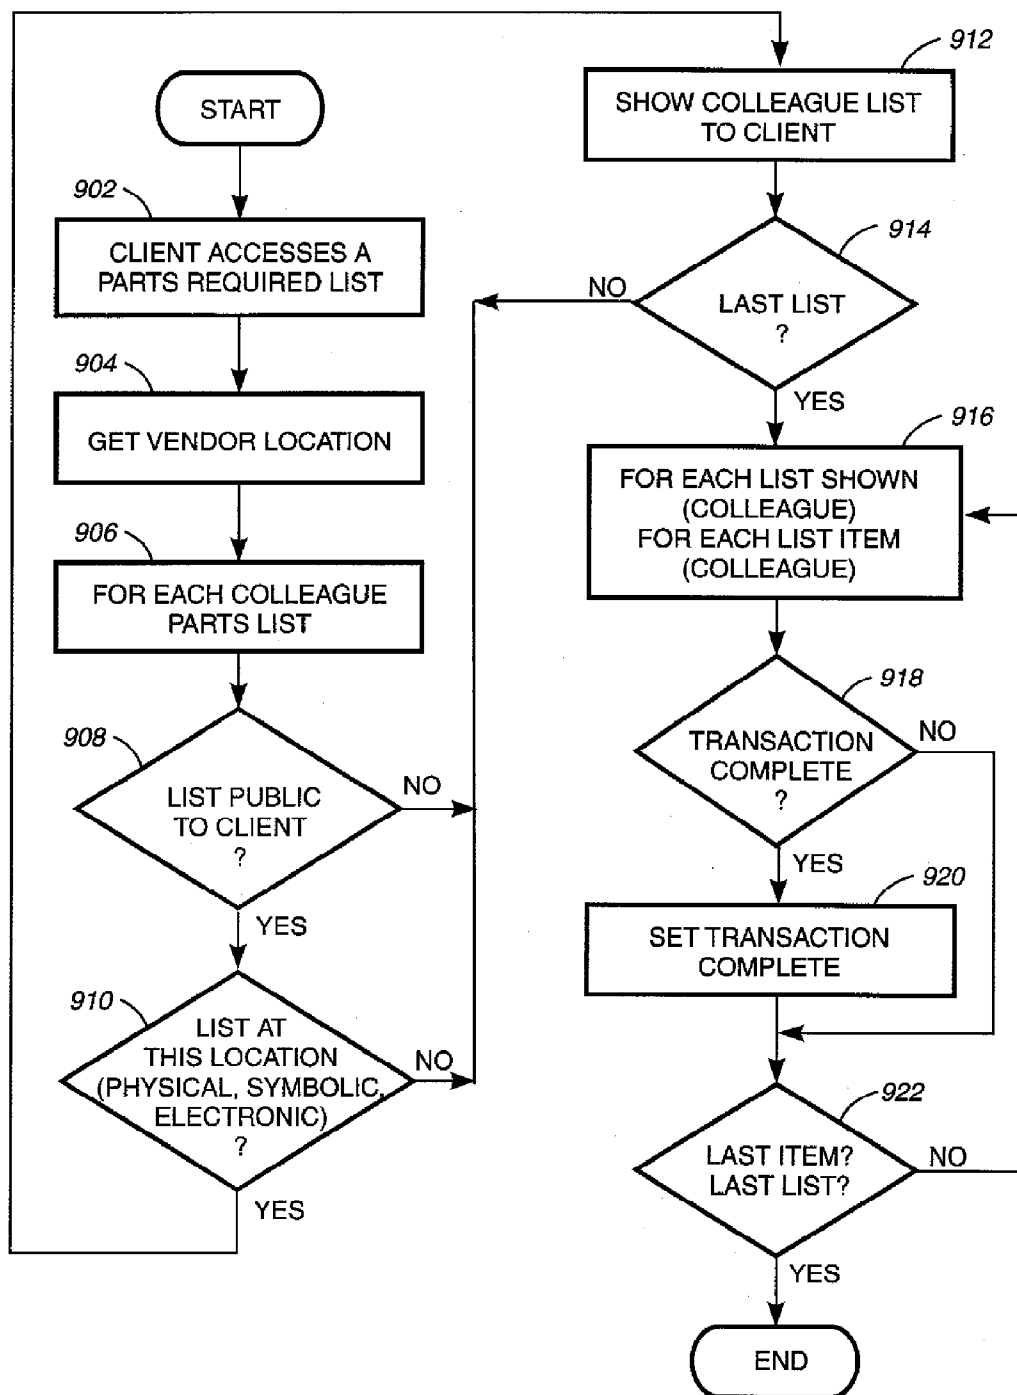 START
902
CLIENT ACCESSES A
PARTS REQUIRED LIST
904
GET VENDOR LOCATION
906
FOR EACH COLLEAGUE
PARTS LIST
908
LIST PUBLIC
TO CLIENT
?
NO
YES
910
LIST AT
THIS LOCATION
(PHYSICAL, SYMBOLIC,
ELECTRONIC)
?
NO
YES
912
SHOW COLLEAGUE LIST
TO CLIENT
914
LAST LIST
?
NO
YES
916
FOR EACH LIST SHOWN
(COLLEAGUE)
FOR EACH LIST ITEM
(COLLEAGUE)
918
TRANSACTION
COMPLETE
?
NO
YES
920
SET TRANSACTION
COMPLETE
922
LAST ITEM?
LAST LIST?
NO
YES
END